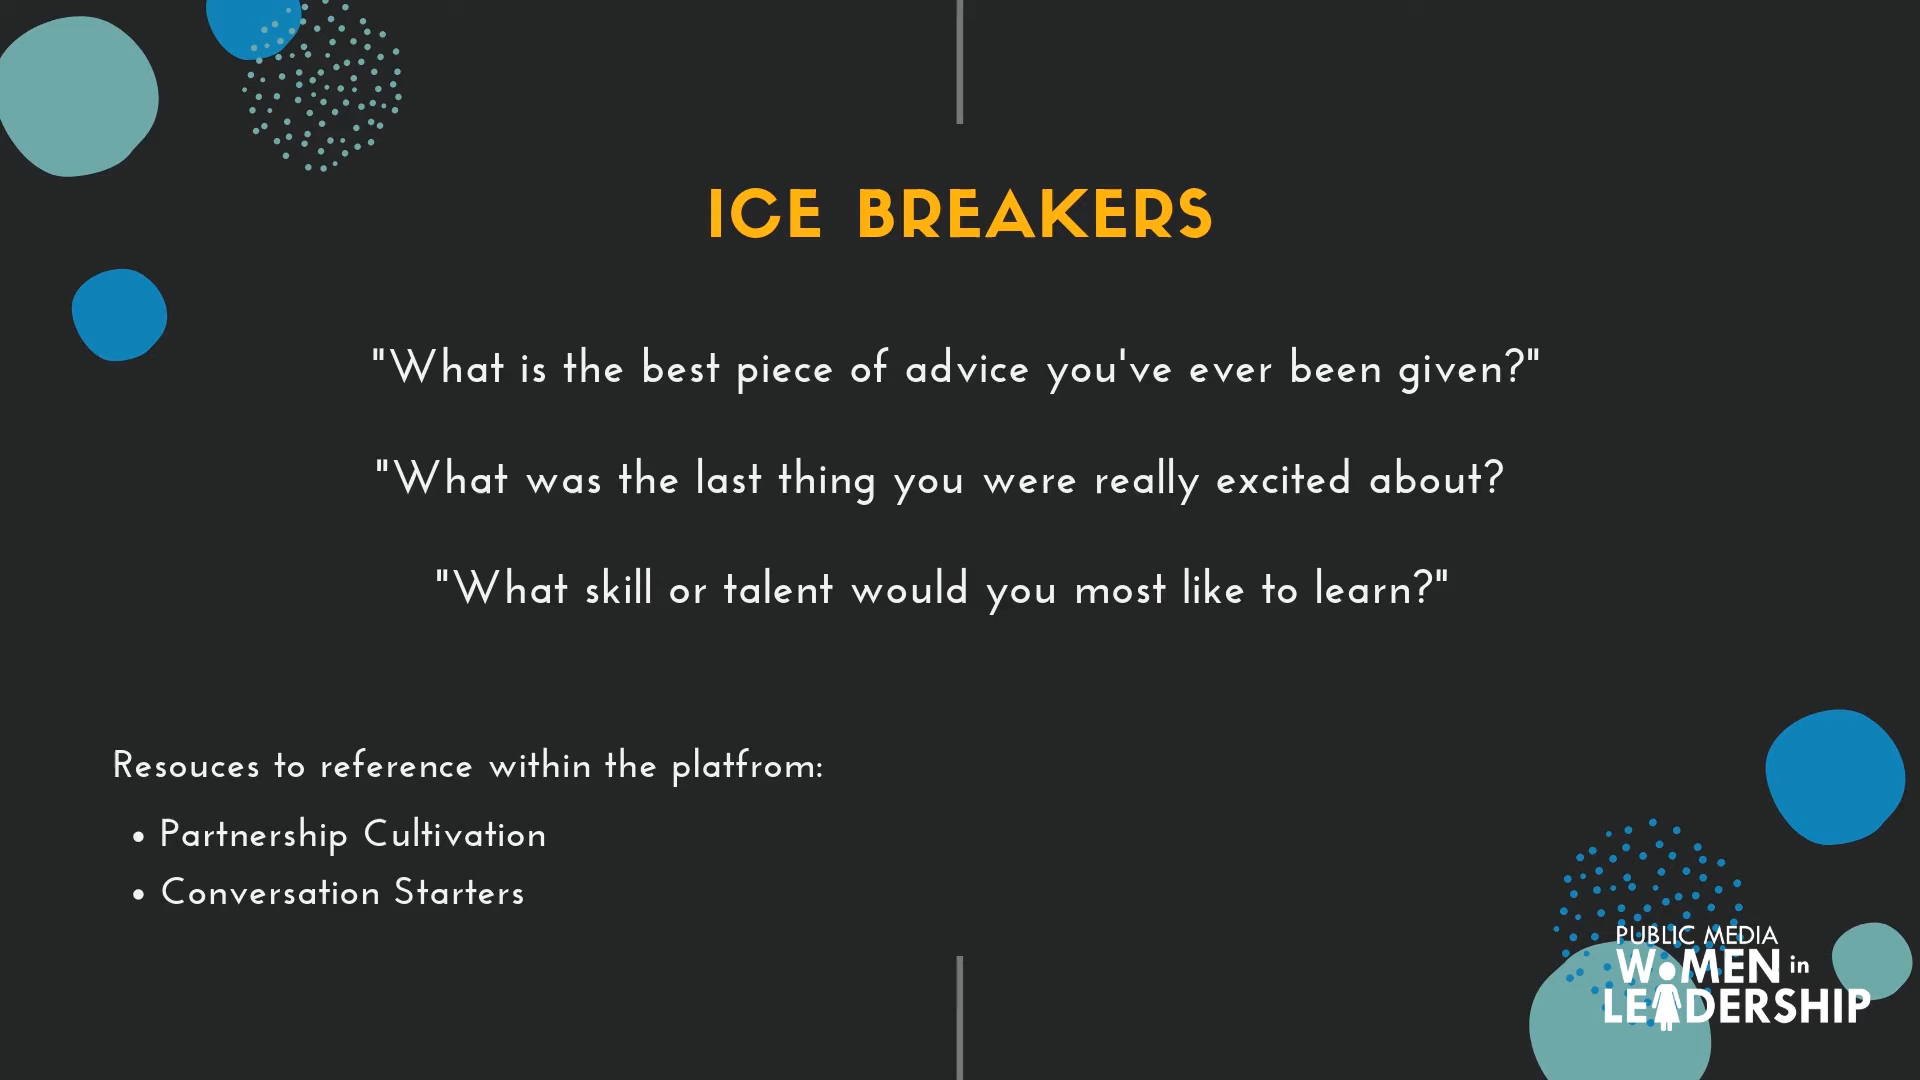 ICE BREAKERS
"What is the best piece of advice you've ever been given?"
"What was the last thing you were really excited about?
"What skill or talent would you most like to learn?"
Resouces to reference within the platfrom:
• Partnership Cultivation
• Conversation Starters
PUBLIC MEDIA
WOMEN in
LEADERSHIP